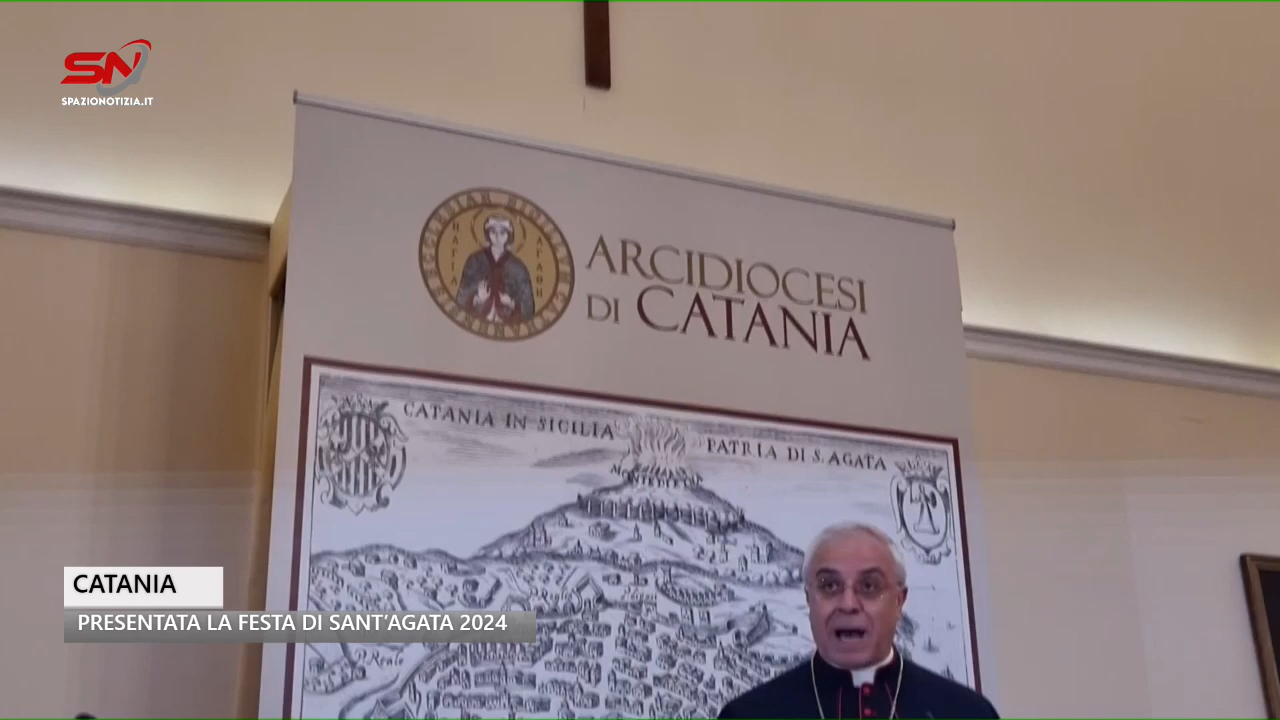 SN
SPAZIONOTIZIA.IT
ARCIDIOCESI
DI CATANIA
CATANIA IN SICILIA
PATRIA DI S. AGATA
CATANIA
PRESENTATA LA FESTA DI SANT'AGATA 2024